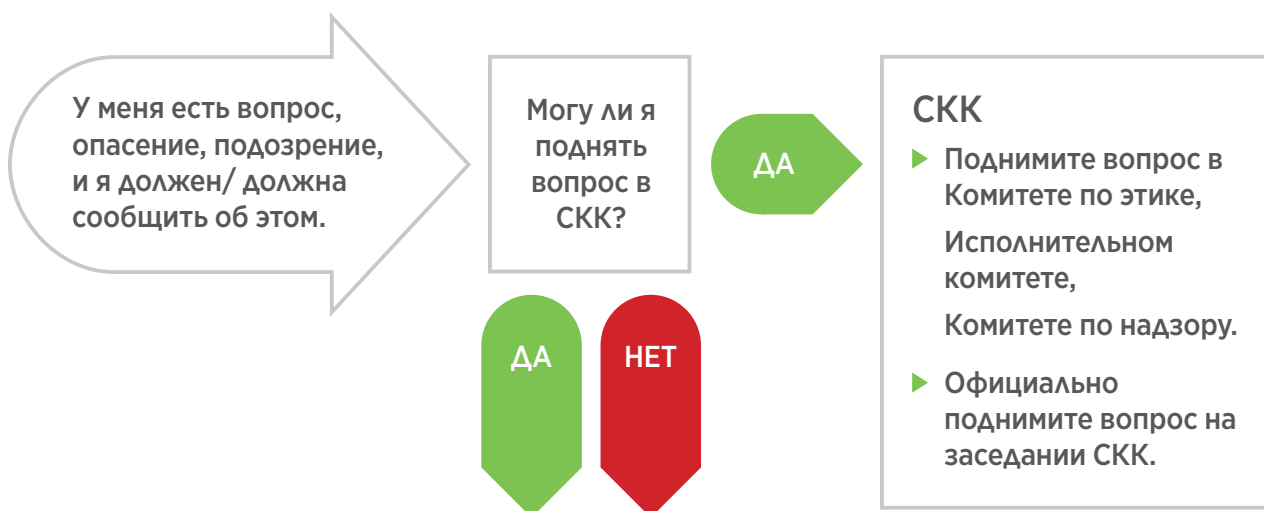 У меня есть вопрос,
опасение, подозрение,
и я должен/ должна
сообщить об этом.
Могу ли я
поднять
вопрос в
СКК?
ДА
ДА
НЕТ
СКК
Поднимите вопрос в
Комитете по этике,
Исполнительном
комитете,
Комитете по надзору.
Официально
поднимите вопрос на
заседании СКК.